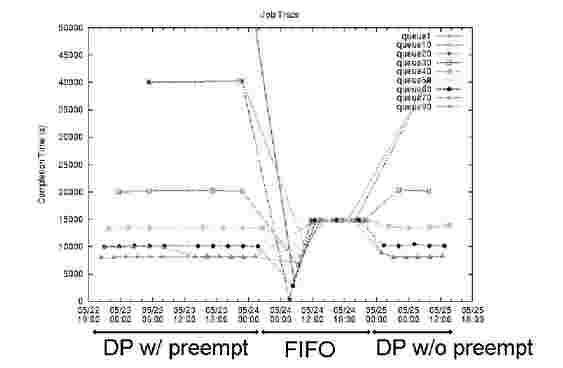 Job Trace
50000
45000
40000
35000
30000
25000
20000
15000
10000
5000
0
Completion Time (s)
queue1
queue10
queue20
queue30
queue40
queue60
queue70
05/22 05/23 05/23 05/23 05/23 05/24 05/24 05/24 05/24 05/25 05/25 05/25 05/25
18:00 00:00 06:00 12:00 18:00 00:00 06:00 12:00 18:00 00:00 06:00 12:00 18:00
DP w/ preempt FIFO DP w/o preempt